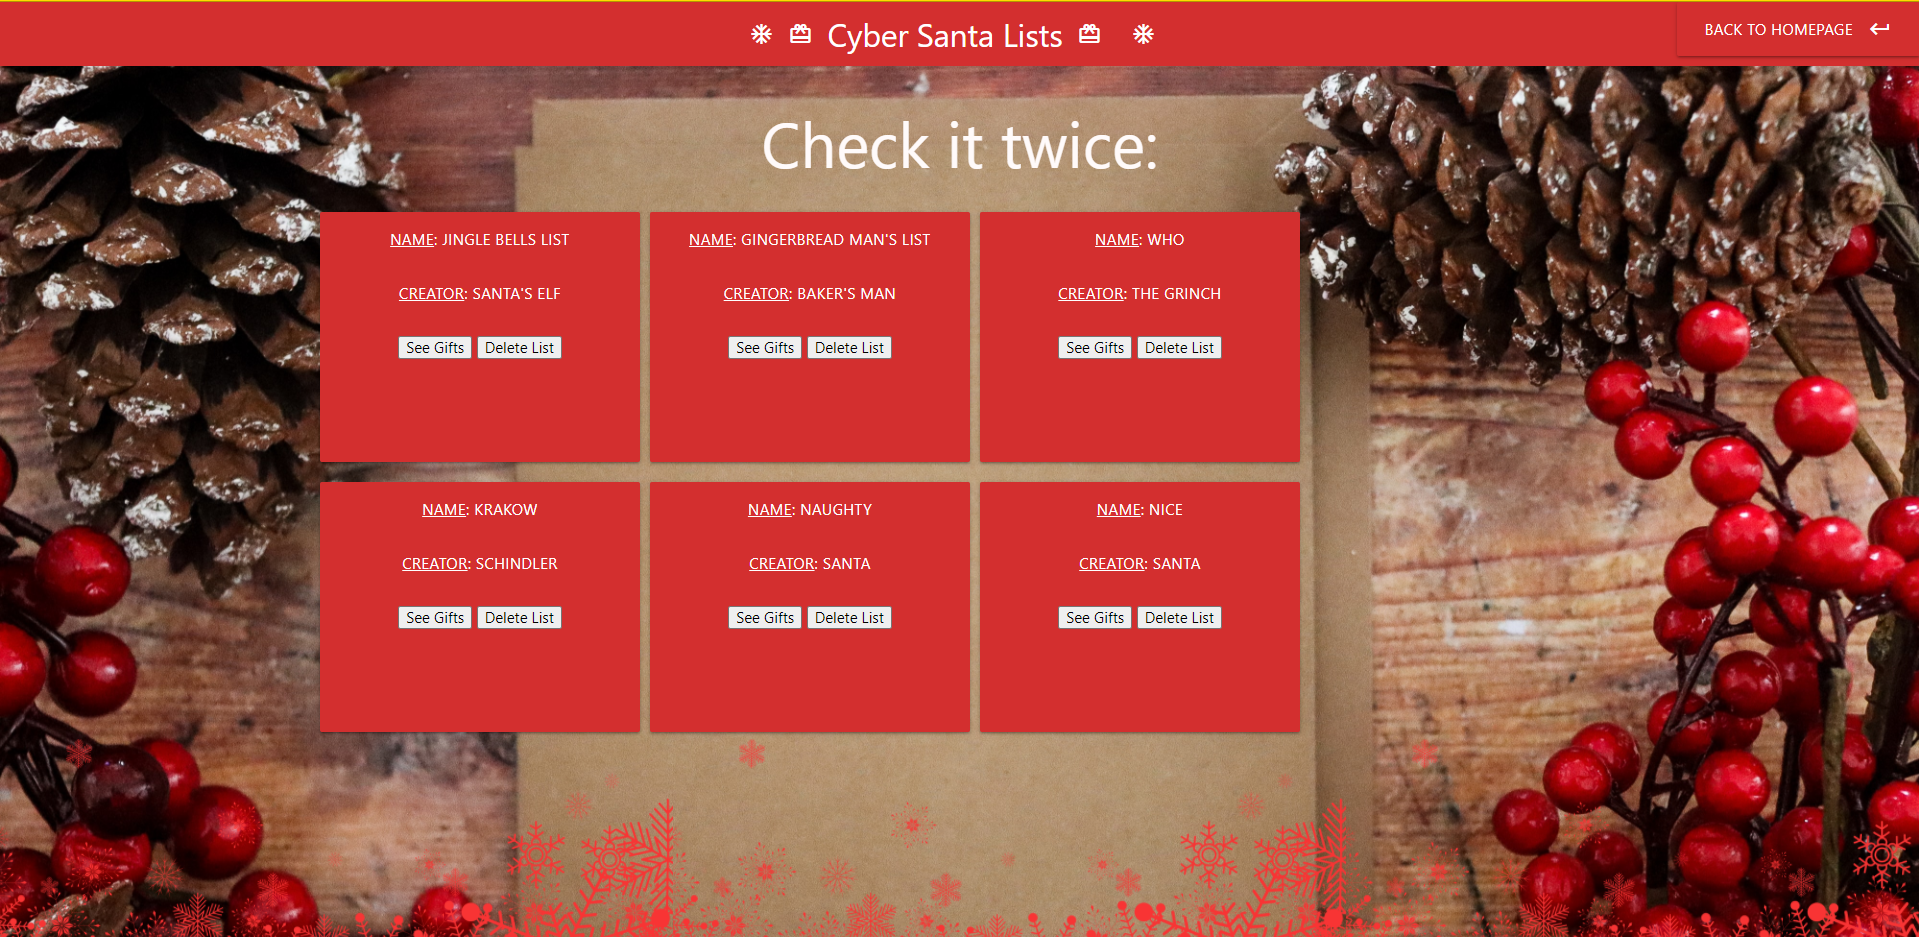 Cyber Santa Lists
BACK TO HOMEPAGE
Check it twice:
NAME: JINGLE BELLS LIST
CREATOR: SANTA'S ELF
See Gifts Delete List
NAME: GINGERBREAD MAN'S LIST
CREATOR: BAKER'S MAN
See Gifts Delete List
NAME: WHO
CREATOR: THE GRINCH
See Gifts Delete List
NAME: KRAKOW
CREATOR: SCHINDLER
See Gifts Delete List
NAME: NAUGHTY
CREATOR: SANTA
See Gifts Delete List
NAME: NICE
CREATOR: SANTA
See Gifts Delete List